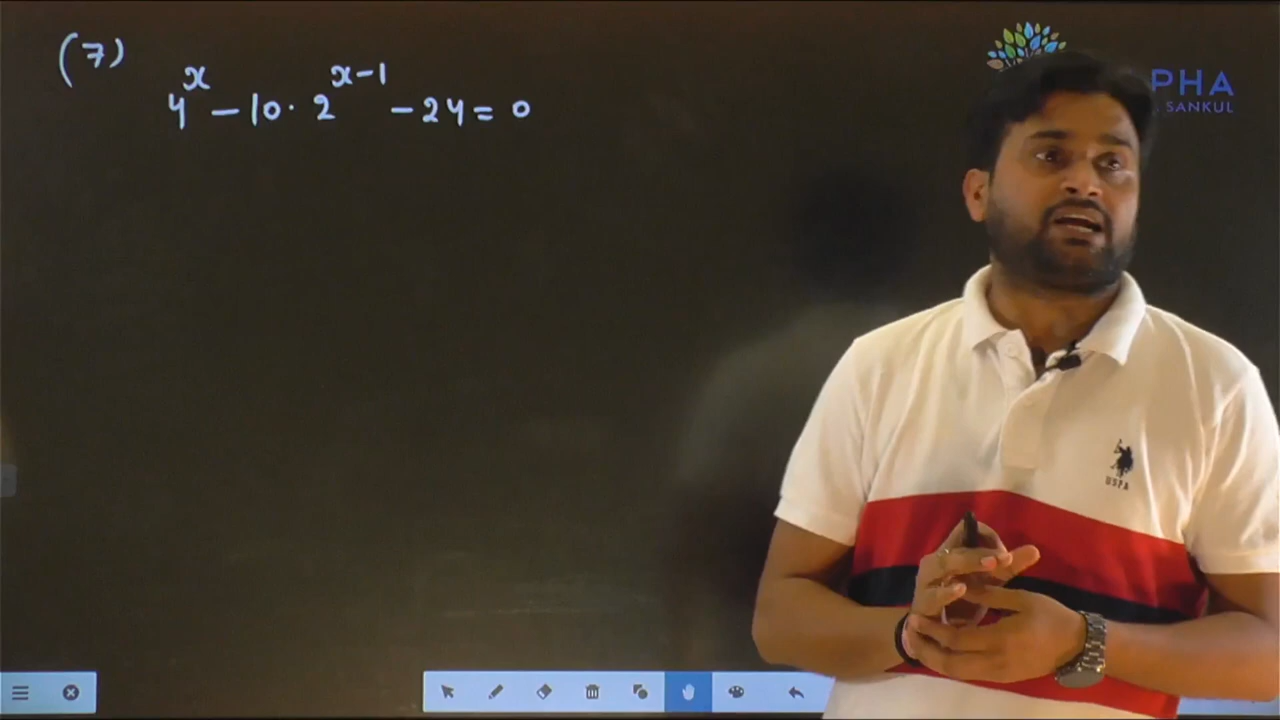 (7)
4^x - 10 · 2^(x-1) - 24 = 0
PHA
SANKUL
USPA